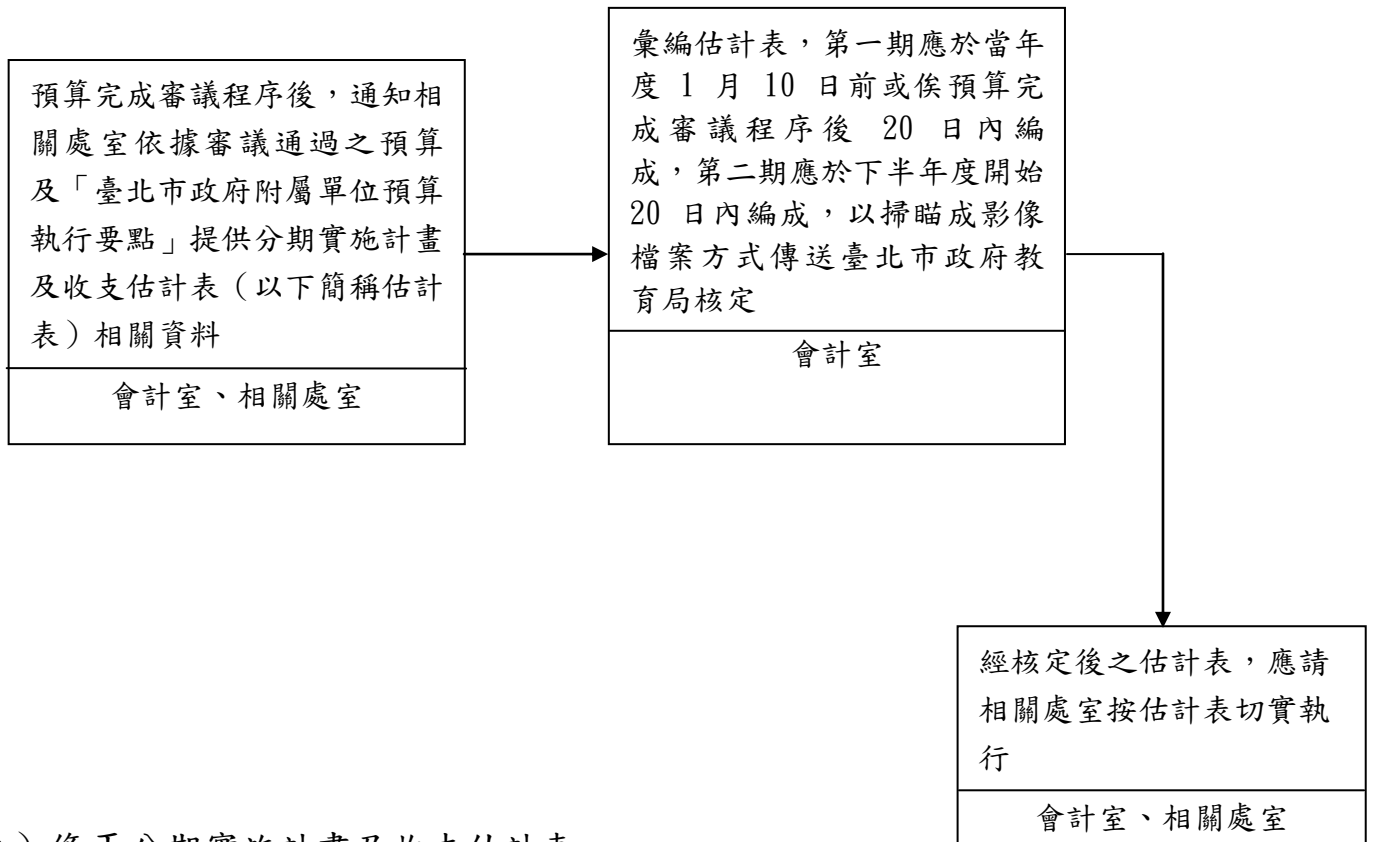 預算完成審議程序後，通知相
關處室依據審議通過之預算
及「臺北市政府附屬單位預算
執行要點」提供分期實施計畫
及收支估計表（以下簡稱估計
表）相關資料
會計室、相關處室
彙編估計表，第一期應於當年
度 1 月 10 日前或俟預算完
成審議程序後 20 日內編
成，第二期應於下半年度開始
20 日內編成，以掃瞄成影像
檔案方式傳送臺北市政府教
育局核定
會計室
經核定後之估計表，應請
相關處室按估計表切實執
行
會計室、相關處室